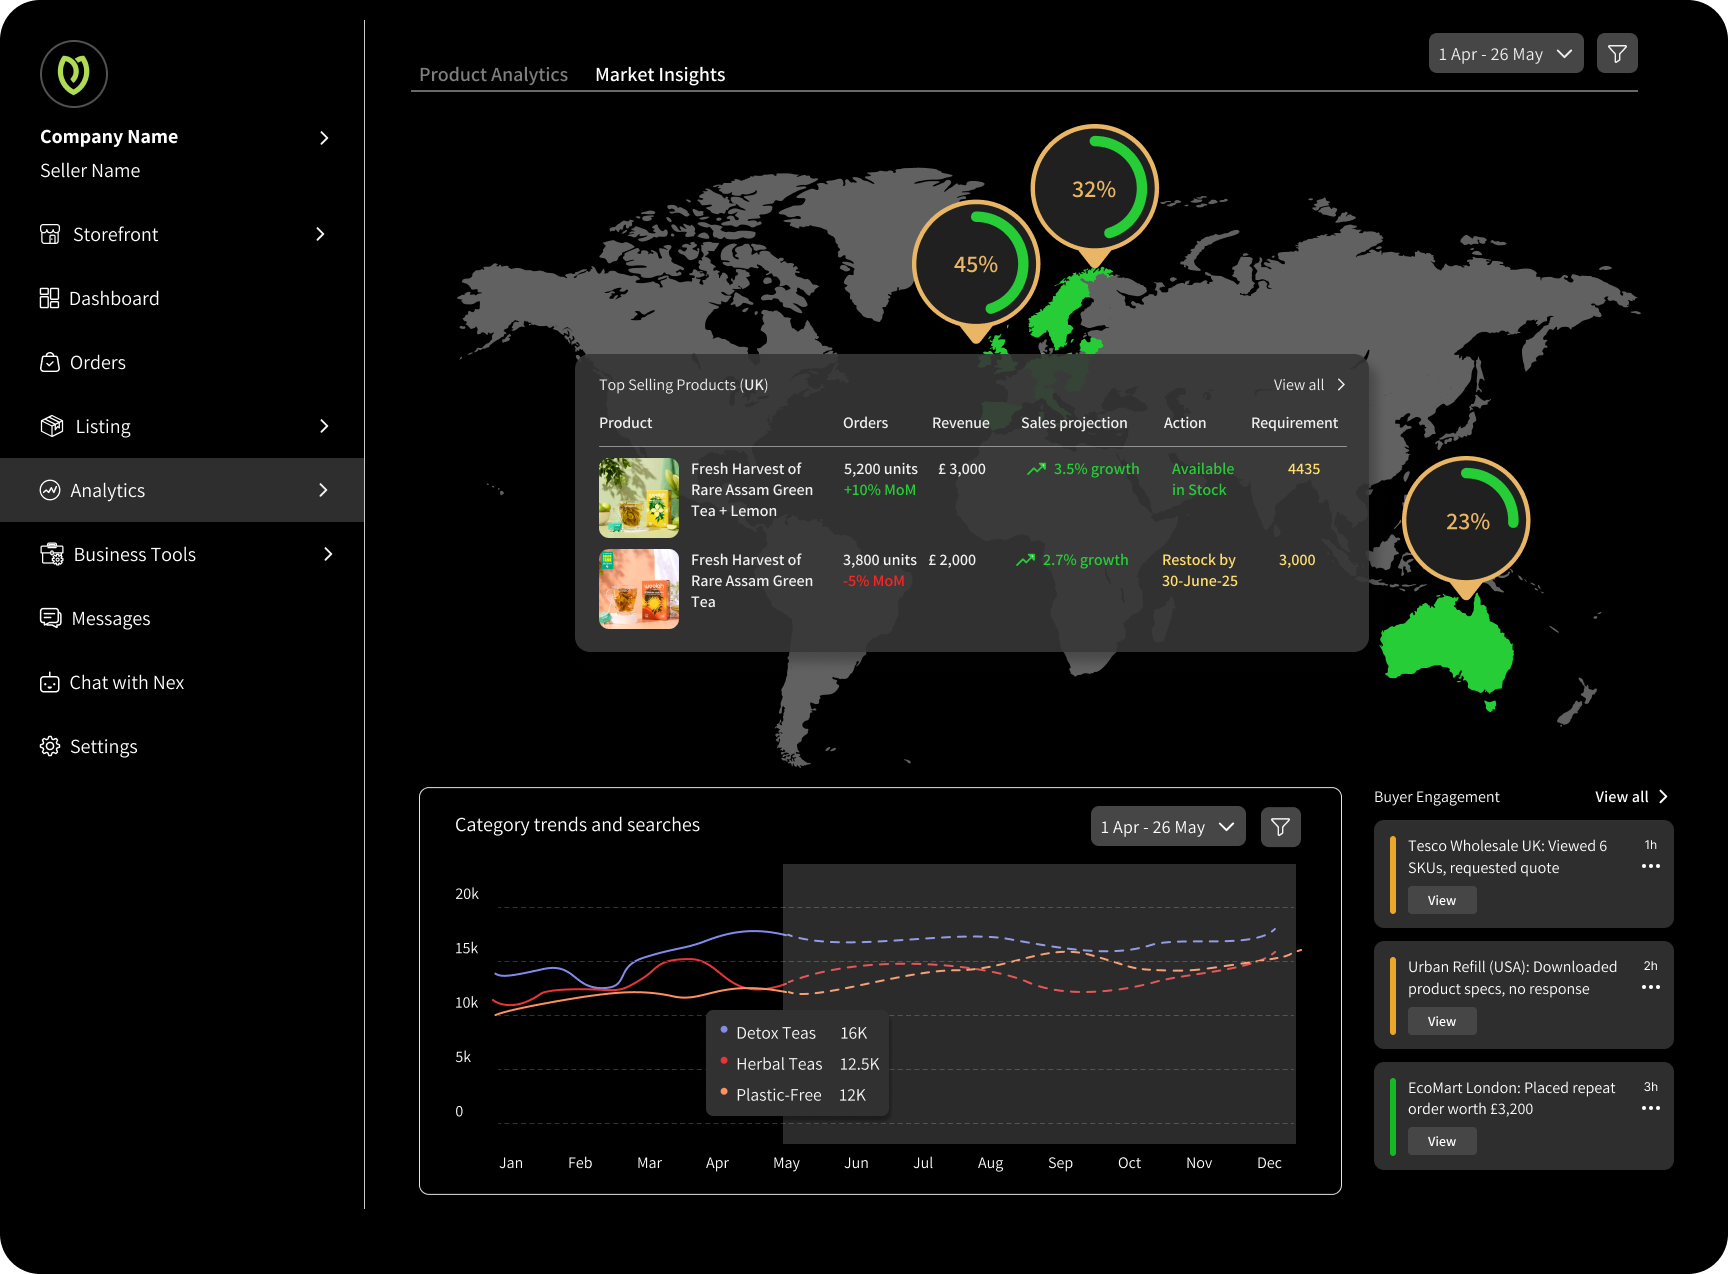 Company Name
Seller Name
Storefront
Dashboard
Orders
Listing
Analytics
Business Tools
Messages
Chat with Nex
Settings
Product Analytics Market Insights
1 Apr - 26 May
32%
45%
23%
Top Selling Products (UK) View all
Product Orders Revenue Sales projection Action Requirement
Fresh Harvest of 5,200 units £ 3,000 3.5% growth Available 4435
Rare Assam Green +10% MoM in Stock
Tea + Lemon
Fresh Harvest of 3,800 units £ 2,000 2.7% growth Restock by 3,000
Rare Assam Green -5% MoM 30-June-25
Tea
Category trends and searches
1 Apr - 26 May
20k
15k
10k
5k
0
Detox Teas 16K
Herbal Teas 12.5K
Plastic-Free 12K
Jan Feb Mar Apr May Jun Jul Aug Sep Oct Nov Dec
Buyer Engagement View all
Tesco Wholesale UK: Viewed 6 1h
SKUs, requested quote
View
Urban Refill (USA): Downloaded 2h
product specs, no response
View
EcoMart London: Placed repeat 3h
order worth £3,200
View